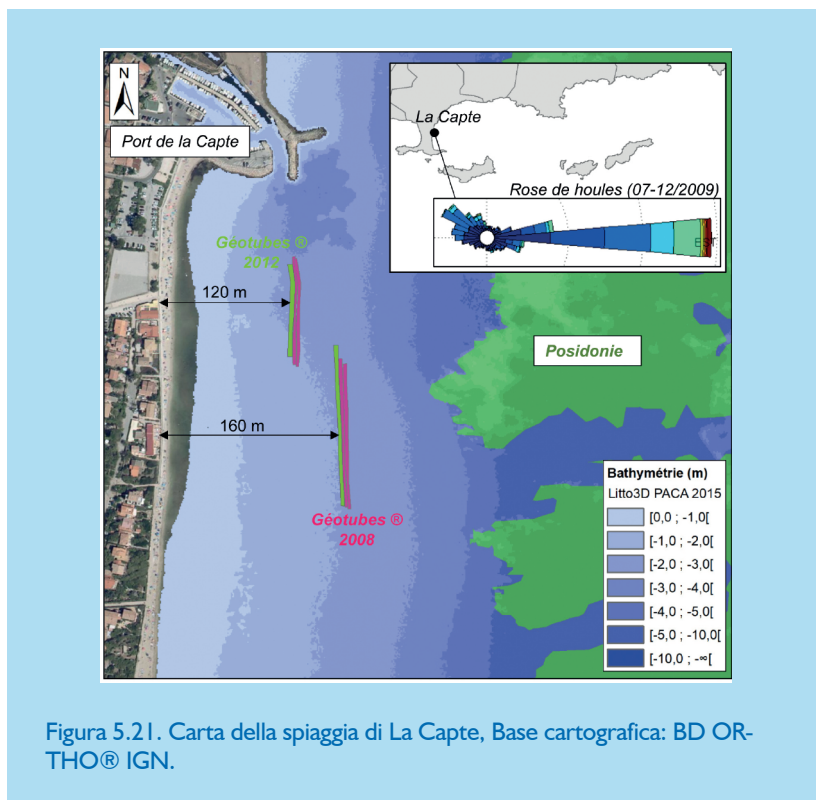 N
Port de la Capte
La Capte
Rose de houles (07-12/2009)
EST
Géotubes ®
2012
120 m
Posidonie
160 m
Géotubes ®
2008
Bathymétrie (m)
Litto3D PACA 2015
[0,0 ; -1,0[
[-1,0 ; -2,0[
[-2,0 ; -3,0[
[-3,0 ; -4,0[
[-4,0 ; -5,0[
[-5,0 ; -10,0[
[-10,0 ; -∞[
Figura 5.21. Carta della spiaggia di La Capte, Base cartografica: BD OR-
THO® IGN.